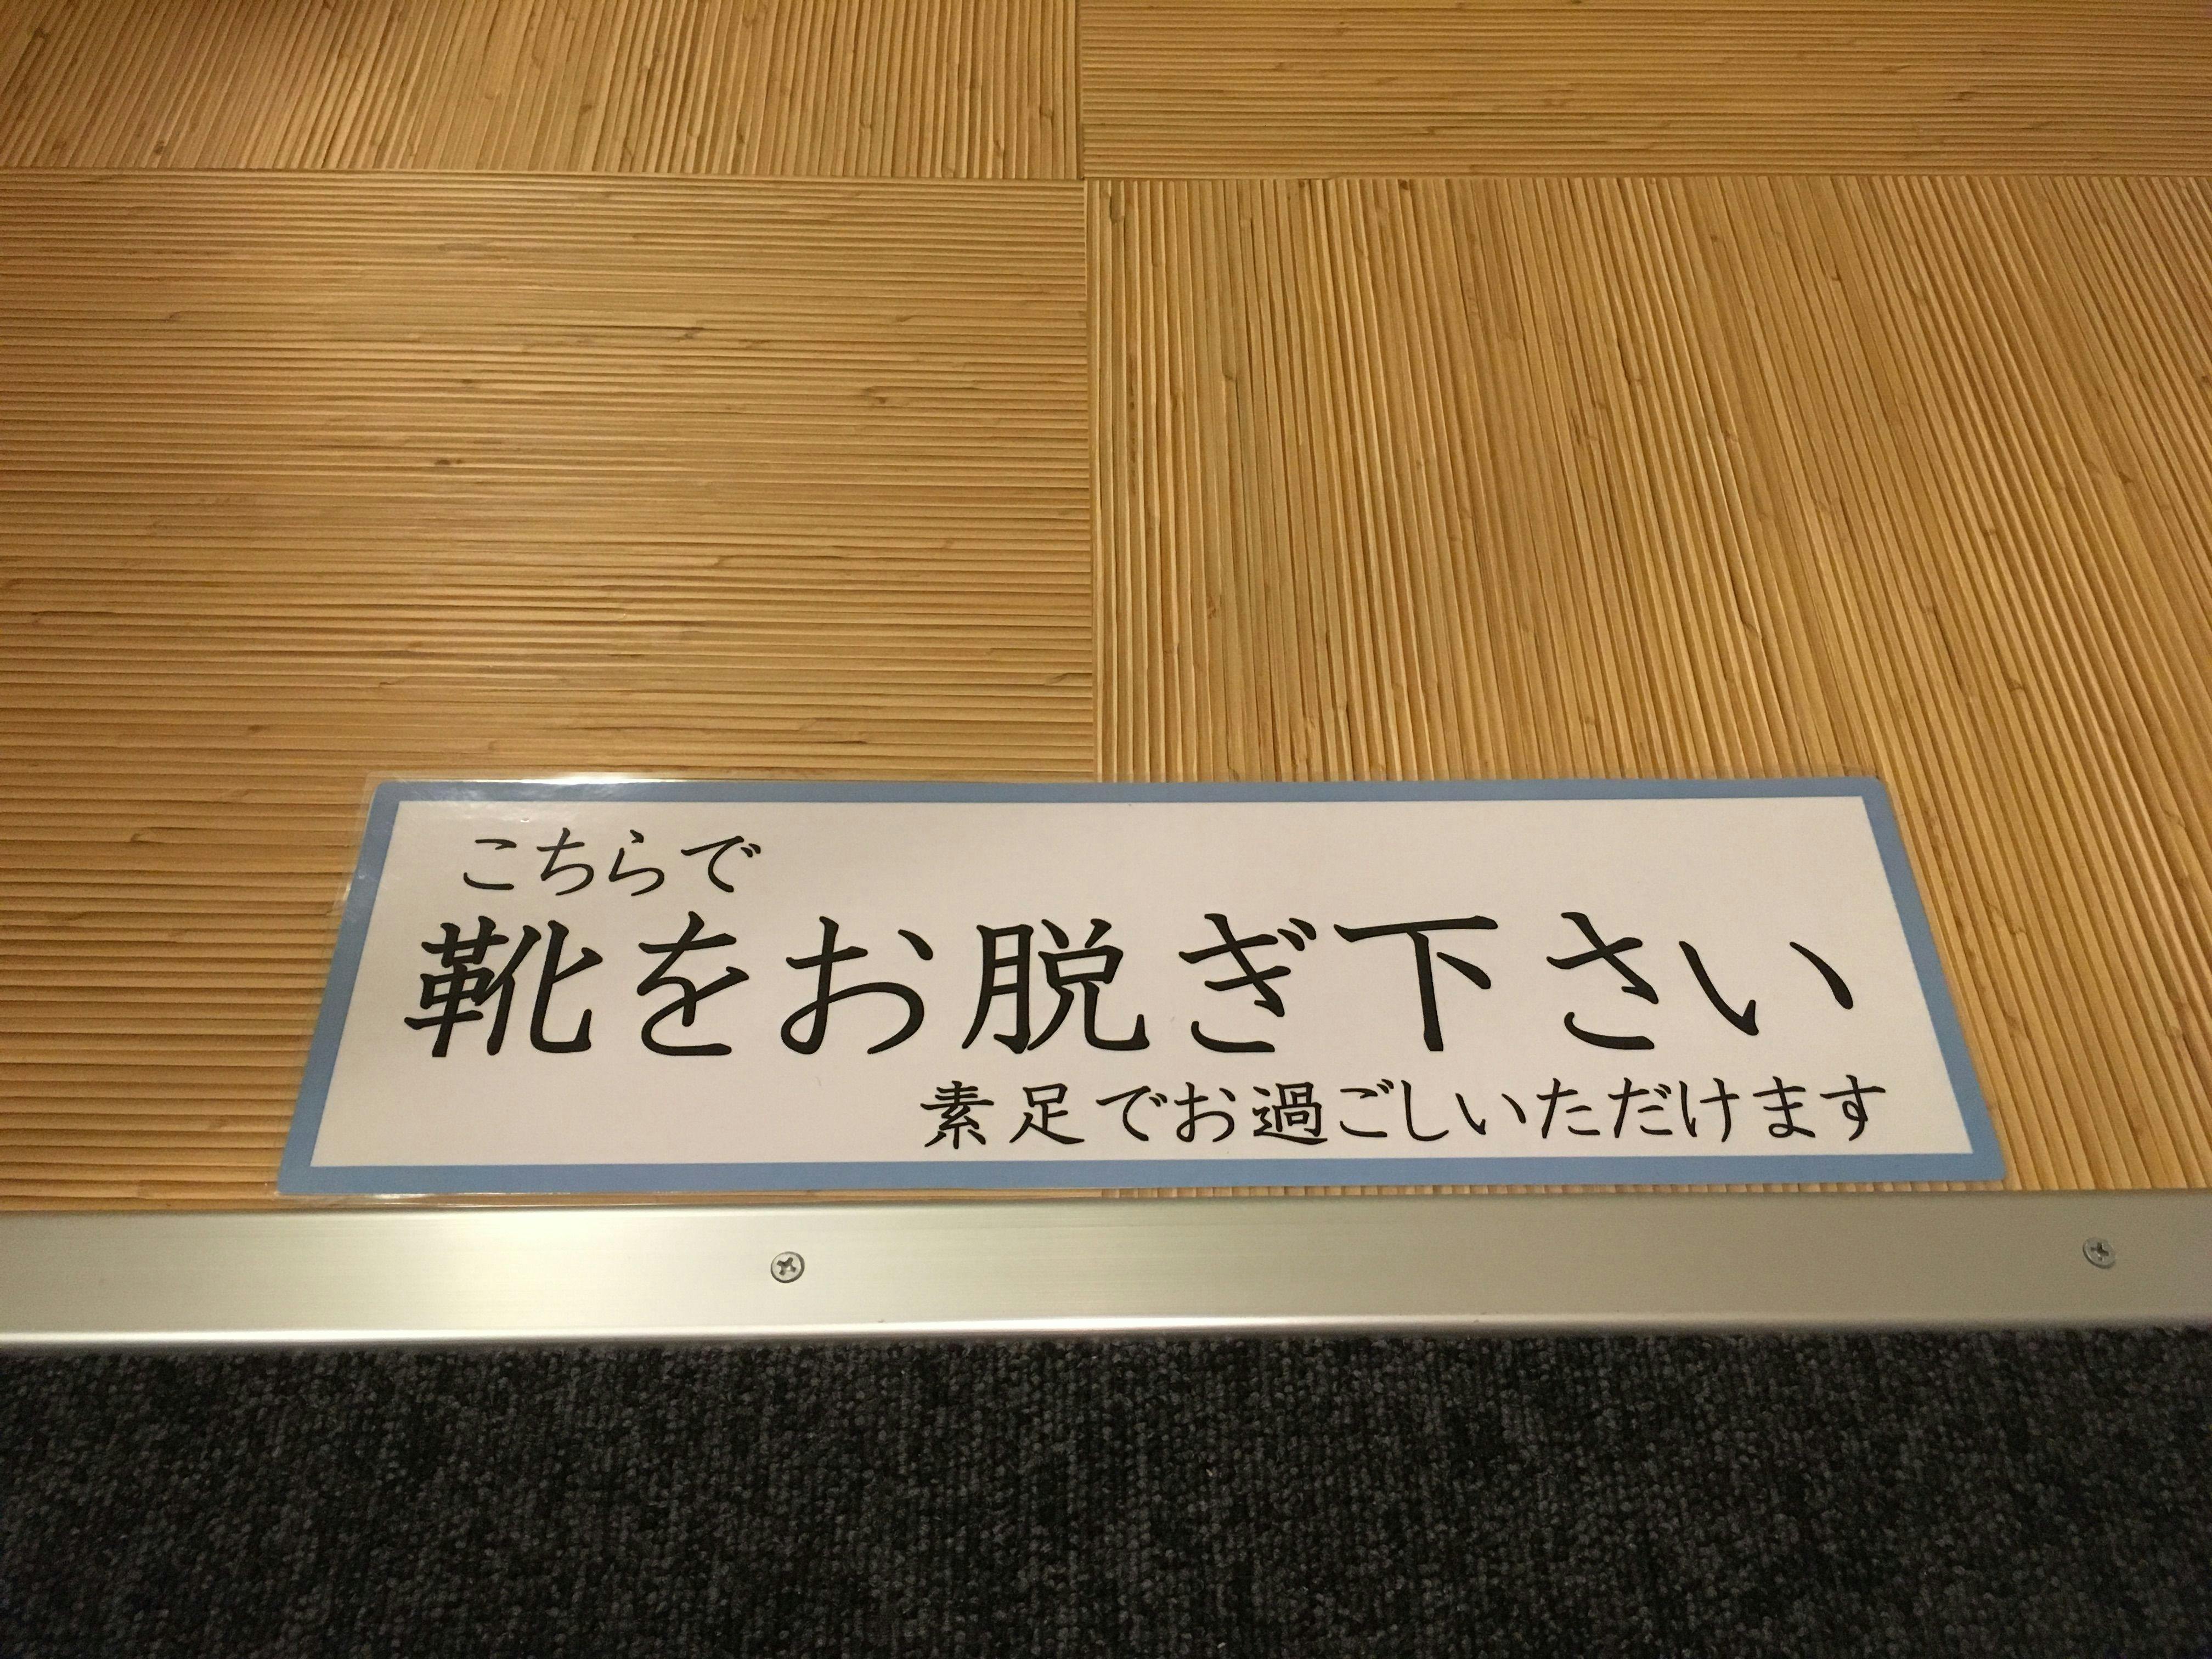 こちらで
靴をお脱ぎ下さい
素足でお過ごしいただけます